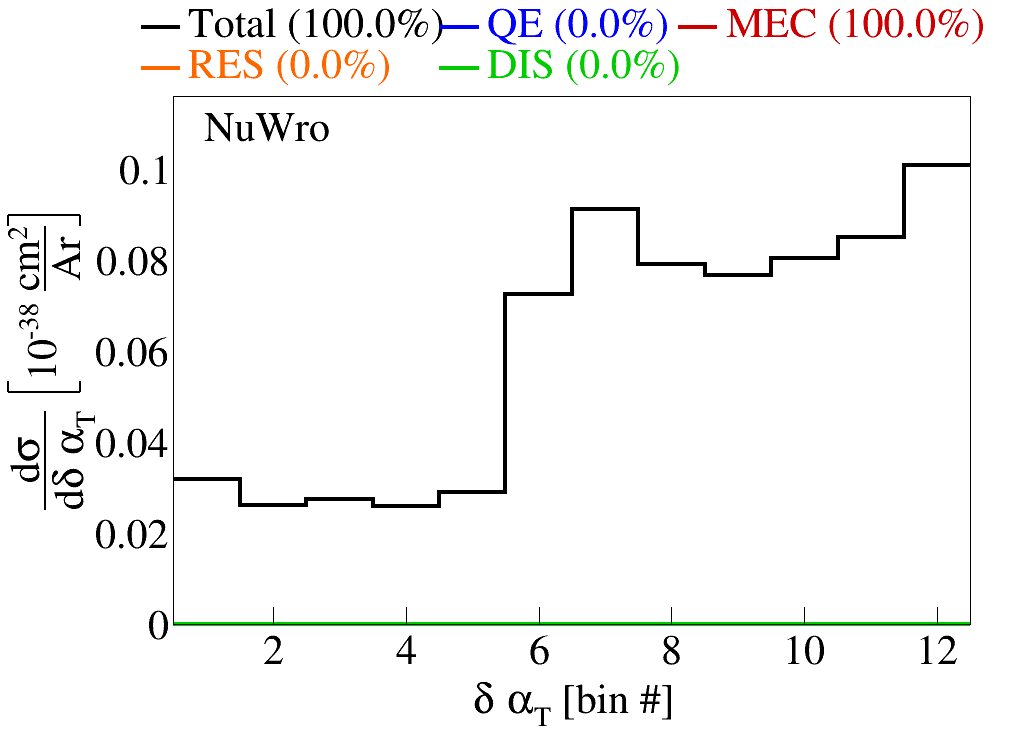 Total (100.0%) QE (0.0%) MEC (100.0%)
RES (0.0%) DIS (0.0%)
NuWro
0.1
0.08
0.06
0.04
0.02
0
2 4 6 8 10 12
δ α_T [bin #]
dσ/dδ α_T [10^-38 cm^2/Ar]